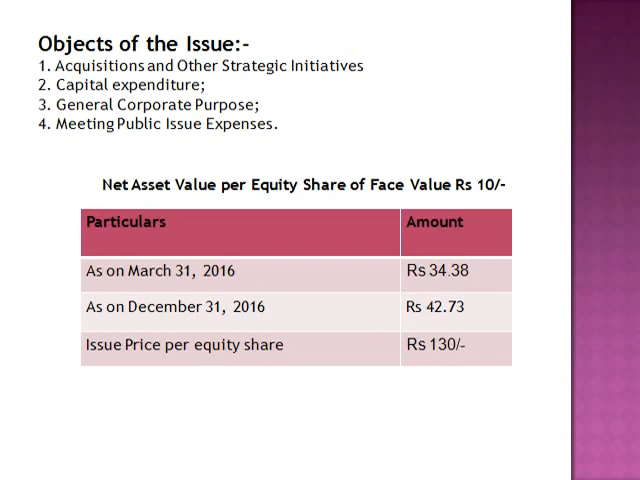 Objects of the Issue:-
1. Acquisitions and Other Strategic Initiatives
2. Capital expenditure;
3. General Corporate Purpose;
4. Meeting Public Issue Expenses.
Net Asset Value per Equity Share of Face Value Rs 10/-
Particulars Amount
As on March 31, 2016 Rs 34.38
As on December 31, 2016 Rs 42.73
Issue Price per equity share Rs 130/-